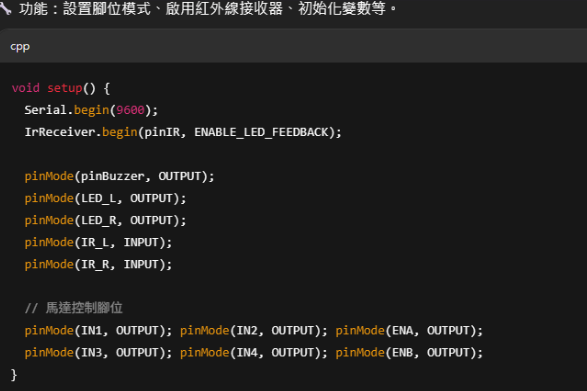 🔧 功能：設置腳位模式、啟用紅外線接收器、初始化變數等。
cpp
void setup() {
  Serial.begin(9600);
  IrReceiver.begin(pinIR, ENABLE_LED_FEEDBACK);

  pinMode(pinBuzzer, OUTPUT);
  pinMode(LED_L, OUTPUT);
  pinMode(LED_R, OUTPUT);
  pinMode(IR_L, INPUT);
  pinMode(IR_R, INPUT);

  // 馬達控制腳位
  pinMode(IN1, OUTPUT); pinMode(IN2, OUTPUT); pinMode(ENA, OUTPUT);
  pinMode(IN3, OUTPUT); pinMode(IN4, OUTPUT); pinMode(ENB, OUTPUT);
}